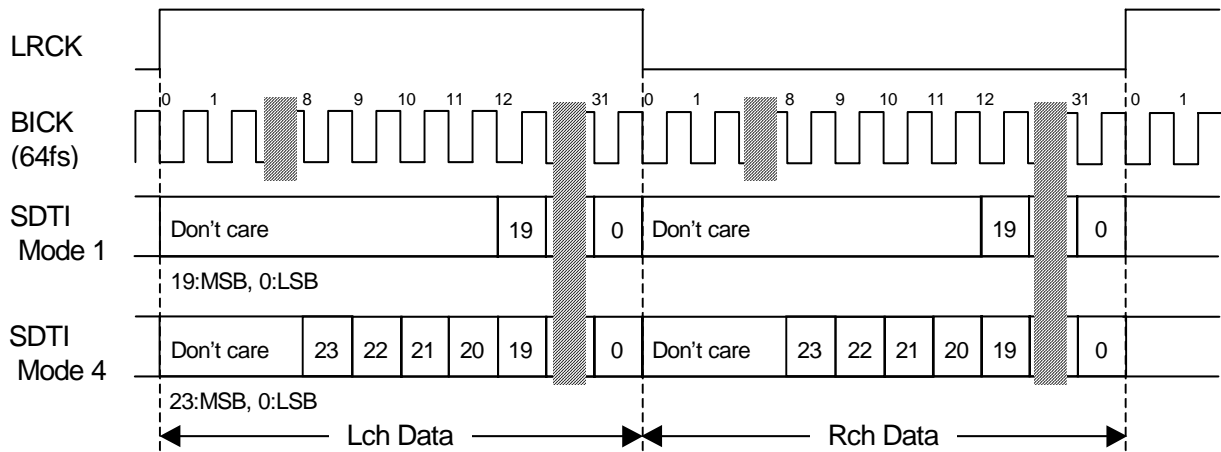 LRCK
0 1 8 9 10 11 12 31 0 1 8 9 10 11 12 31 0 1
BICK
(64fs)
SDTI
Mode 1
Don't care 19 0 Don't care 19 0
19:MSB, 0:LSB
SDTI
Mode 4
Don't care 23 22 21 20 19 0 Don't care 23 22 21 20 19 0
23:MSB, 0:LSB
Lch Data Rch Data